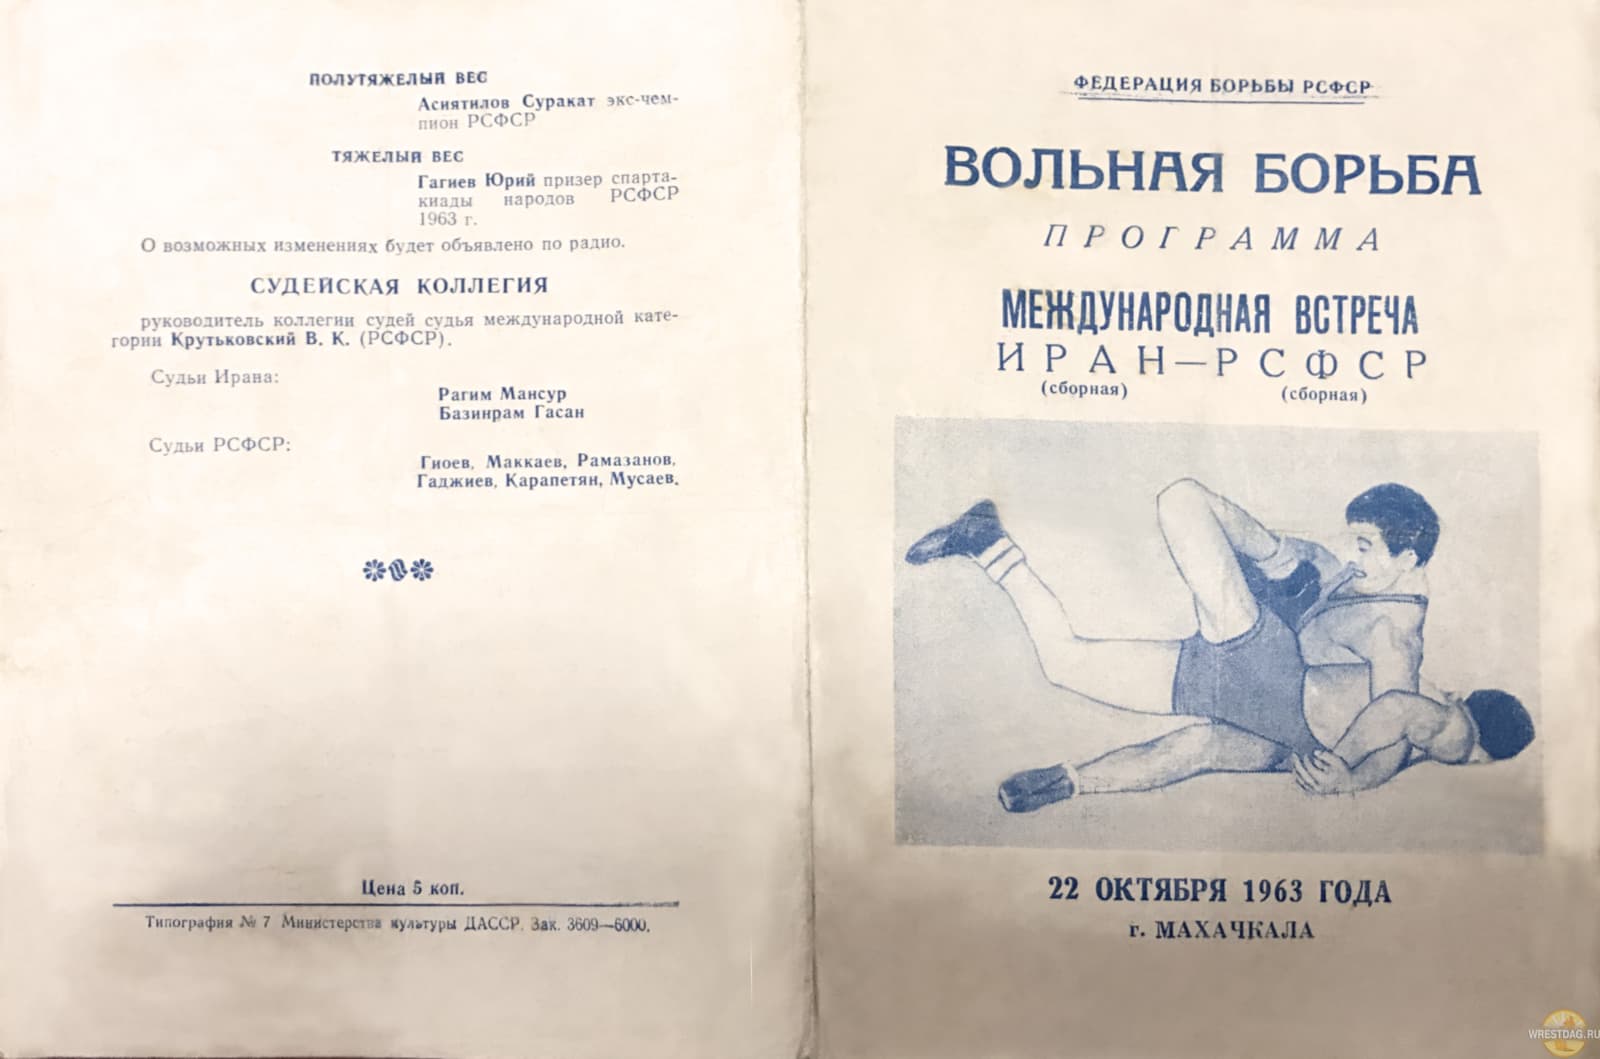 ПОЛУТЯЖЕЛЫЙ ВЕС
Асиятилов Суракат экс-чем-
пион РСФСР
ТЯЖЕЛЫЙ ВЕС
Гагиев Юрий призер спарта-
киады народов РСФСР
1963 г.
О возможных изменениях будет объявлено по радио.
СУДЕЙСКАЯ КОЛЛЕГИЯ
руководитель коллегии судей судья международной кате-
гории Крутьковский В. К. (РСФСР).
Судьи Ирана:
Рагим Мансур
Базинрам Гасан
Судьи РСФСР:
Гиоев, Маккаев, Рамазанов,
Гаджиев, Карапетян, Мусаев.
Цена 5 коп.
Типография № 7 Министерства культуры ДАССР. Зак. 3609—6000.
ФЕДЕРАЦИЯ БОРЬБЫ РСФСР
ВОЛЬНАЯ БОРЬБА
ПРОГРАММА
МЕЖДУНАРОДНАЯ ВСТРЕЧА
ИРАН—РСФСР
(сборная) (сборная)
22 ОКТЯБРЯ 1963 ГОДА
г. МАХАЧКАЛА
WRESTDAG.RU